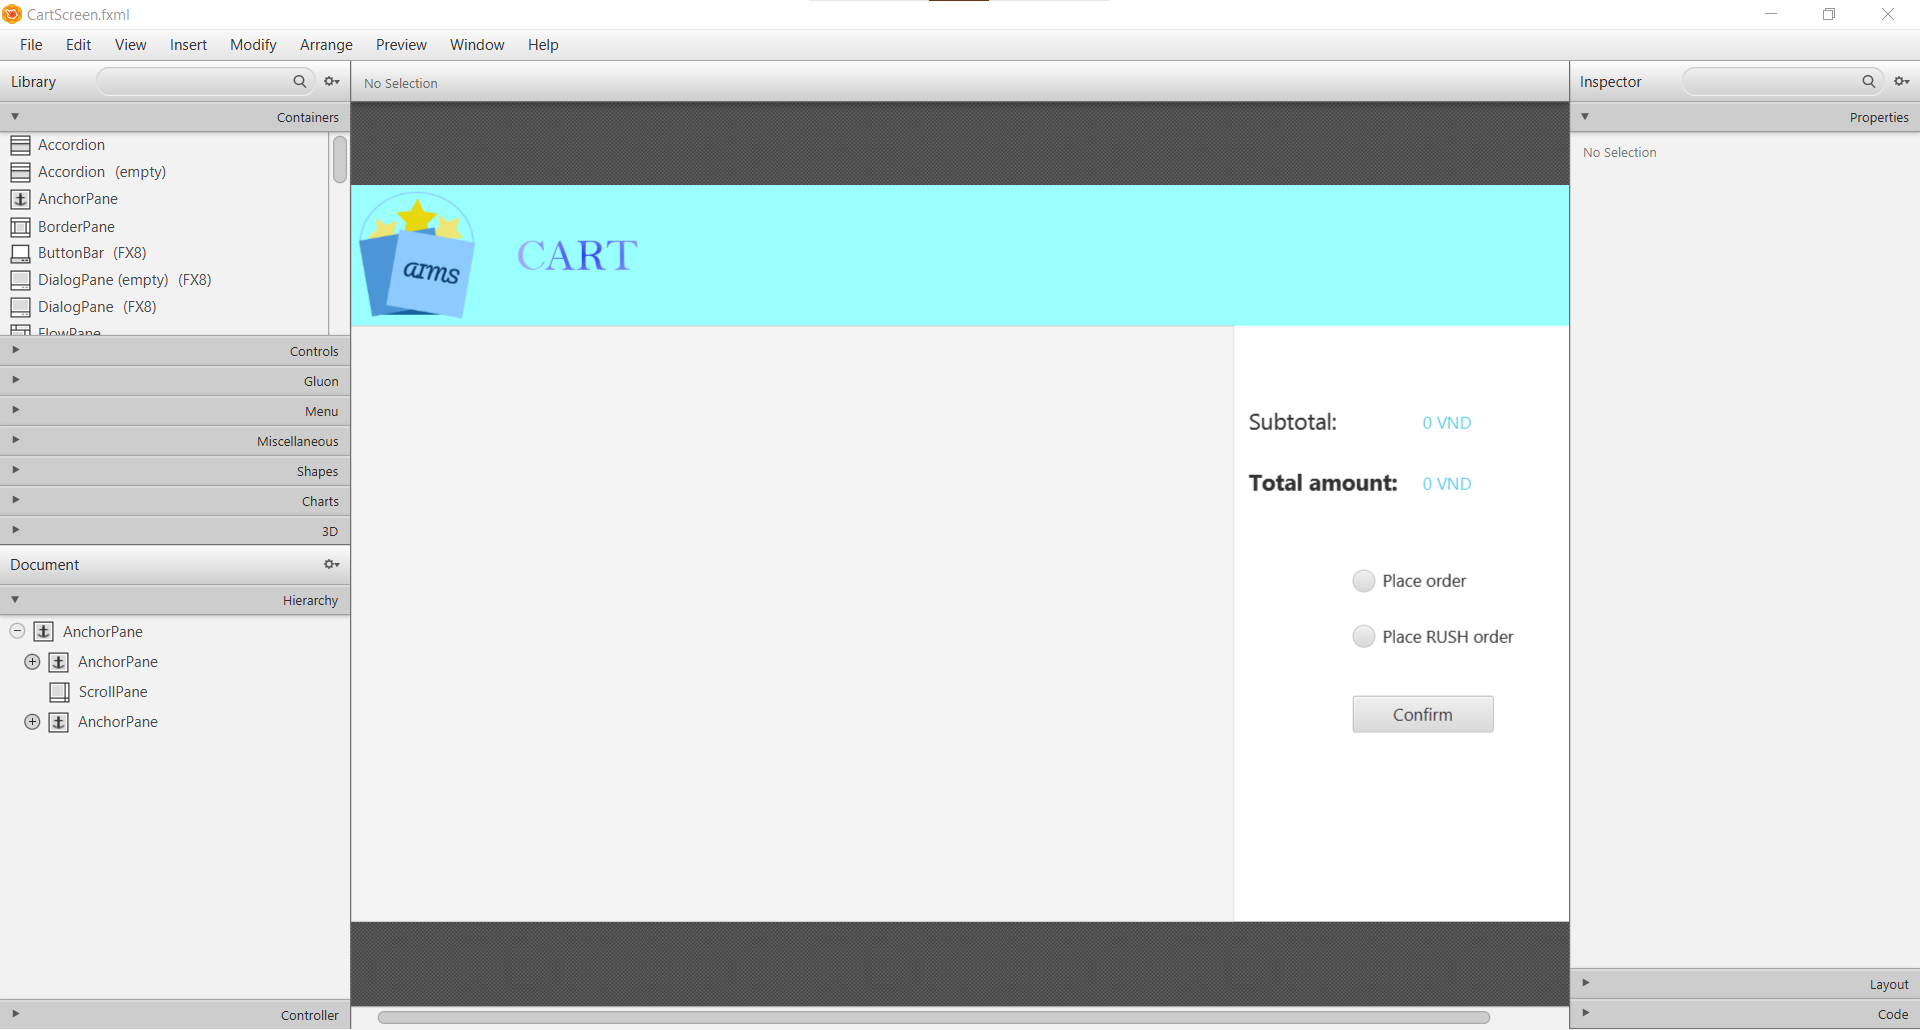 CartScreen.fxml
File Edit View Insert Modify Arrange Preview Window Help
Library
No Selection
Inspector
Containers
Properties
Accordion
Accordion (empty)
AnchorPane
BorderPane
ButtonBar (FX8)
DialogPane (empty) (FX8)
DialogPane (FX8)
FlowPane
Controls
Gluon
Menu
Miscellaneous
Shapes
Charts
3D
Document
Hierarchy
AnchorPane
AnchorPane
ScrollPane
AnchorPane
Controller
arms
CART
Subtotal: 0 VND
Total amount: 0 VND
Place order
Place RUSH order
Confirm
No Selection
Layout
Code